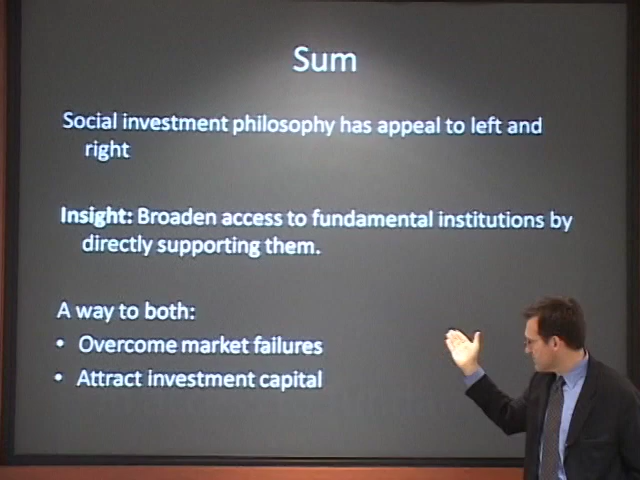 Sum
Social investment philosophy has appeal to left and
right
Insight: Broaden access to fundamental institutions by
directly supporting them.
A way to both:
• Overcome market failures
• Attract investment capital